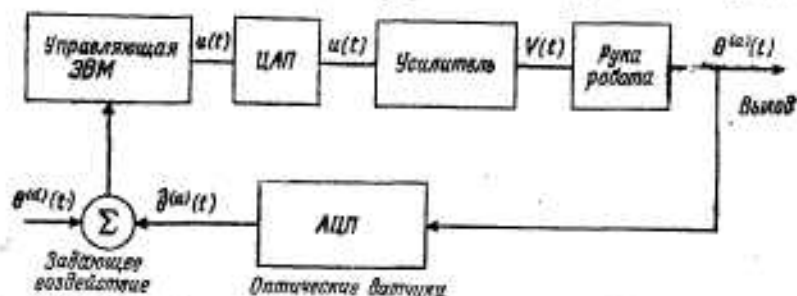 Управляющая
ЭВМ
u(t)
ЦАП
u(t)
Усилитель
V(t)
Рука
робота
θ⁽ᵃ⁾(t)
Выход
θ⁽ᵈ⁾(t)
Σ
∂⁽ᵃ⁾(t)
АЦП
Задающее
воздействие
Оптические датчики